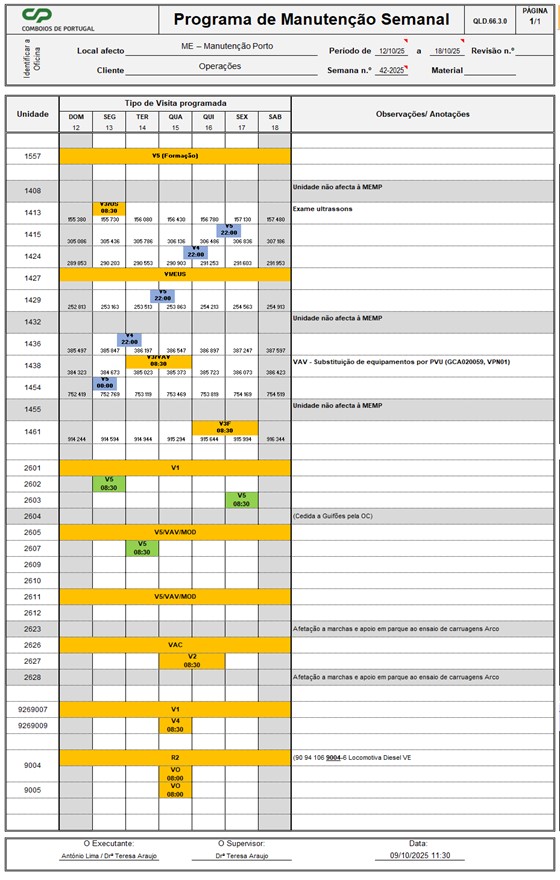 CP
COMBOIOS DE PORTUGAL
Programa de Manutenção Semanal
QLD.66.3.0
PÁGINA
1/1
Identificar a Oficina
Local afecto ME – Manutenção Porto Período de 12/10/25 a 18/10/25 Revisão n.º
Cliente Operações Semana n.º 42-2025 Material
Unidade Tipo de Visita programada Observações/ Anotações
DOM SEG TER QUA QUI SEX SAB
12 13 14 15 16 17 18
1557 V5 (Formação)
1408 Unidade não afecta à MEMP
1413 V3/US 08:30 Exame ultrassons
155 380 155 730 156 080 156 430 156 780 157 130 157 480
1415 V5 22:00
305 086 305 436 305 786 306 136 306 486 306 836 307 186
1424 V4 22:00
289 853 290 203 290 553 290 903 291 253 291 603 291 953
1427 VI/EUS
1429 V5 22:00
252 813 253 163 253 513 253 863 254 213 254 563 254 913
1432 Unidade não afecta à MEMP
1436 V4 22:00
385 497 385 847 386 197 386 547 386 897 387 247 387 597
1438 V3/VAV 08:30 VAV - Substituição de equipamentos por PVU (GCA020059, VPN01)
384 323 384 673 385 023 385 373 385 723 386 073 386 423
1454 V5 00:00
752 419 752 769 753 119 753 469 753 819 754 169 754 519
1455 Unidade não afecta à MEMP
1461 V3F 08:30
914 244 914 594 914 944 915 294 915 644 915 994 916 344
2601 V1
2602 V5 08:30
2603 V5 08:30
2604 (Cedida a Guifões pela OC)
2605 V5/VAV/MOD
2607 V5 08:30
2609
2610
2611 V5/VAV/MOD
2612
2623 Afetação a marchas e apoio em parque ao ensaio de carruagens Arco
2626 VAC
2627 V2 08:30
2628 Afetação a marchas e apoio em parque ao ensaio de carruagens Arco
9269007 V1
9269009 V4 08:30
9004 R2 (90 94 106 9004-6 Locomotiva Diesel VE
VO 08:00
9005 VO 08:00
O Executante: O Supervisor: Data:
António Lima / Drª Teresa Araujo Drª Teresa Araujo 09/10/2025 11:30